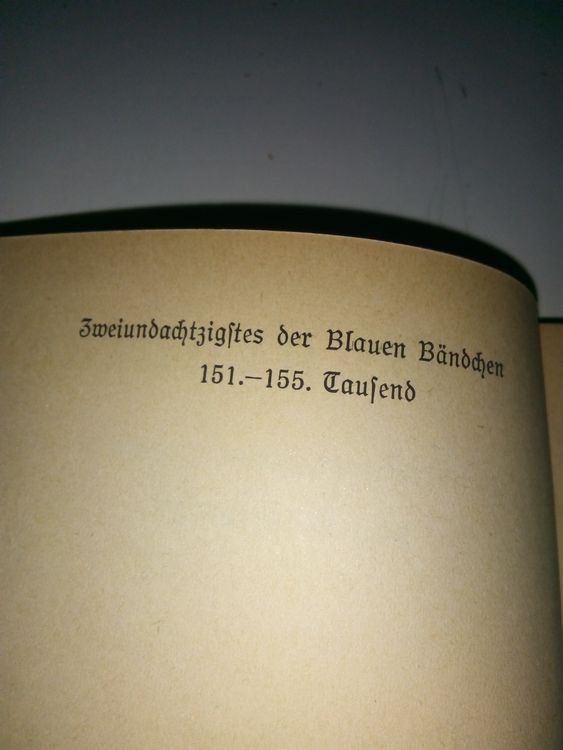 Zweiundachtzigſtes der Blauen Bändchen
151.–155. Tauſend